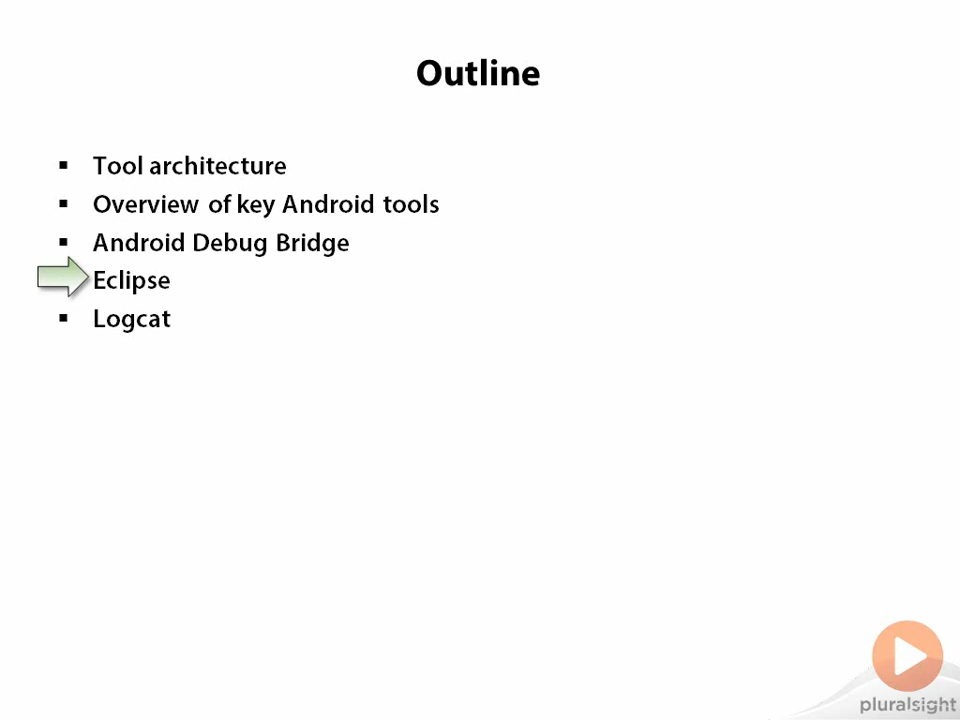 Outline
▪ Tool architecture
▪ Overview of key Android tools
▪ Android Debug Bridge
Eclipse
▪ Logcat
pluralsight